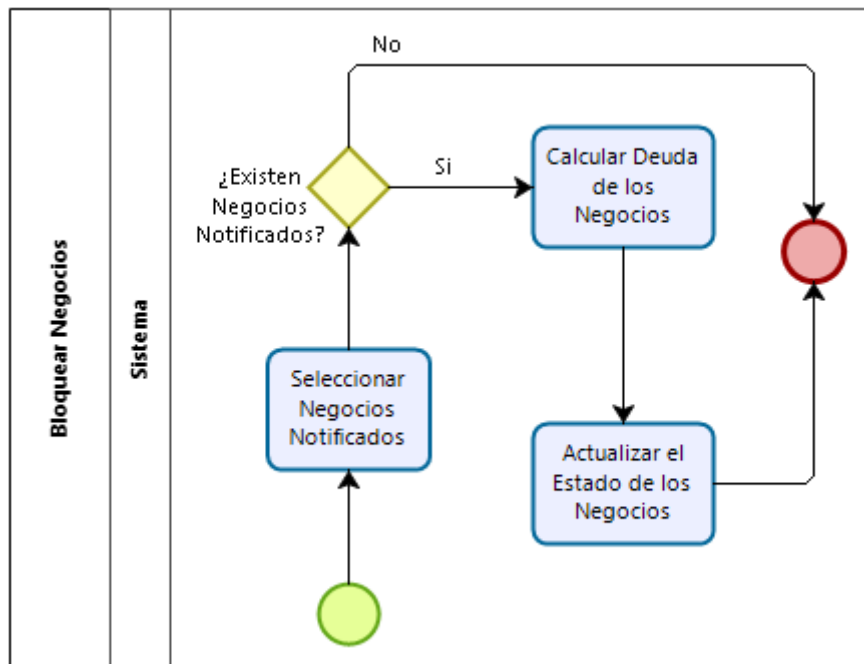 Bloquear Negocios
Sistema
No
¿Existen
Negocios
Notificados?
Si
Calcular Deuda
de los
Negocios
Seleccionar
Negocios
Notificados
Actualizar el
Estado de los
Negocios